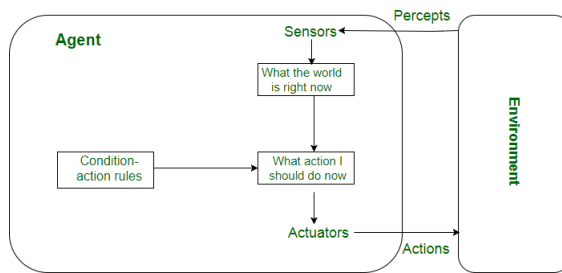 Percepts
Agent
Sensors
What the world
is right now
Condition-
action rules
What action I
should do now
Environment
Actuators
Actions